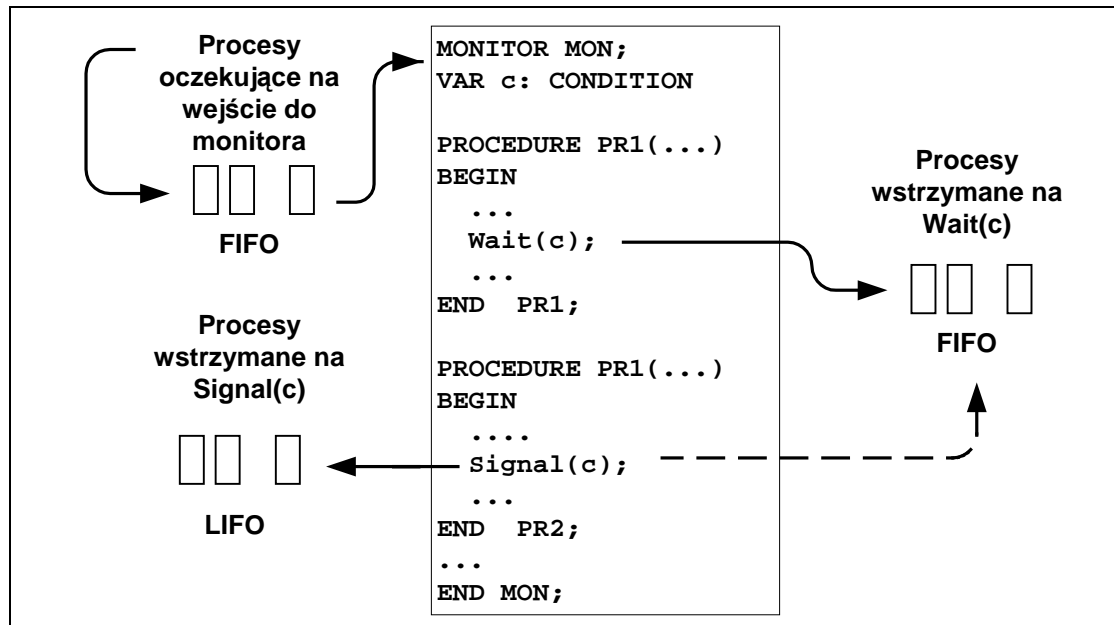 Procesy
oczekujące na
wejście do
monitora
FIFO
Procesy
wstrzymane na
Signal(c)
LIFO
MONITOR MON;
VAR c: CONDITION
PROCEDURE PR1(...)
BEGIN
...
Wait(c);
...
END PR1;
PROCEDURE PR1(...)
BEGIN
....
Signal(c);
...
END PR2;
...
END MON;
Procesy
wstrzymane na
Wait(c)
FIFO